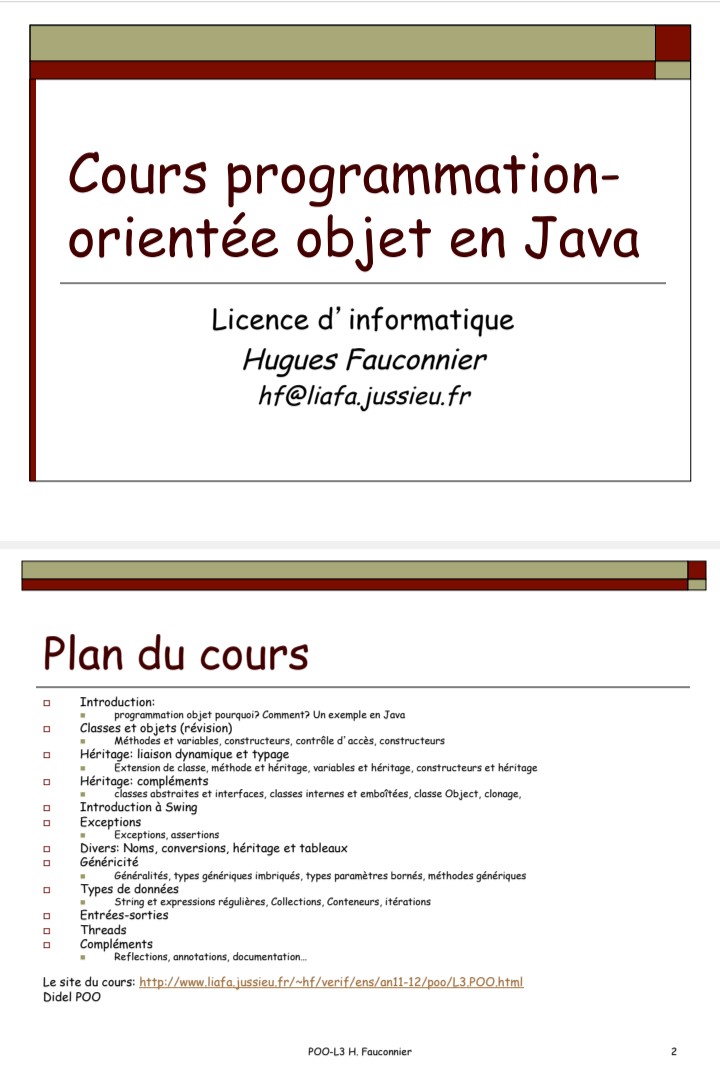 Cours programmation-
orientée objet en Java
Licence d’ informatique
Hugues Fauconnier
hf@liafa.jussieu.fr
Plan du cours
Introduction:
programmation objet pourquoi? Comment? Un exemple en Java
Classes et objets (révision)
Méthodes et variables, constructeurs, contrôle d’ accès, constructeurs
Héritage: liaison dynamique et typage
Extension de classe, méthode et héritage, variables et héritage, constructeurs et héritage
Héritage: compléments
classes abstraites et interfaces, classes internes et emboîtées, classe Object, clonage,
Introduction à Swing
Exceptions
Exceptions, assertions
Divers: Noms, conversions, héritage et tableaux
Généricité
Généralités, types génériques imbriqués, types paramètres bornés, méthodes génériques
Types de données
String et expressions régulières, Collections, Conteneurs, itérations
Entrées-sorties
Threads
Compléments
Reflections, annotations, documentation…
Le site du cours: http://www.liafa.jussieu.fr/~hf/verif/ens/an11-12/poo/L3.POO.html
Didel POO
POO-L3 H. Fauconnier 2